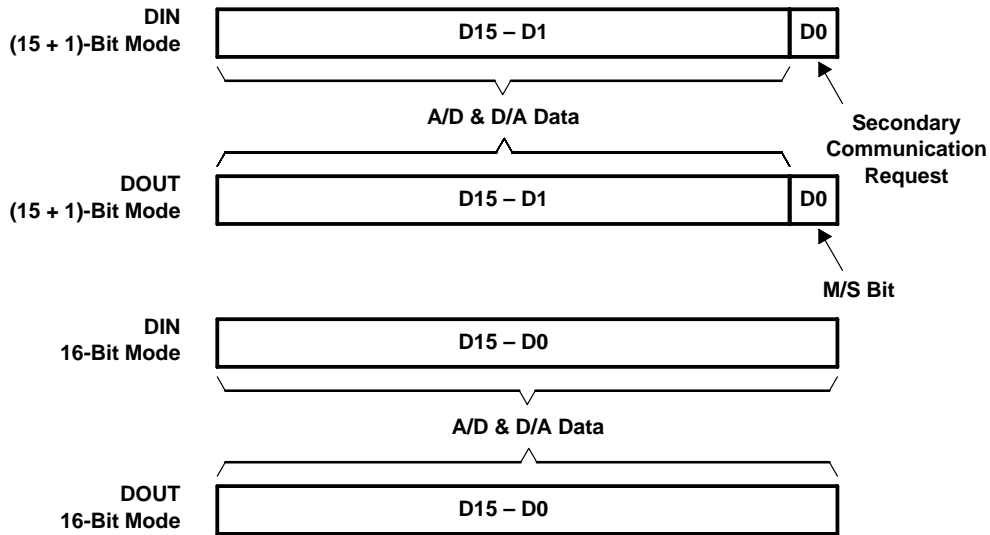 DIN
(15 + 1)-Bit Mode
D15 – D1
D0
A/D & D/A Data
Secondary
Communication
Request
DOUT
(15 + 1)-Bit Mode
D15 – D1
D0
M/S Bit
DIN
16-Bit Mode
D15 – D0
A/D & D/A Data
DOUT
16-Bit Mode
D15 – D0